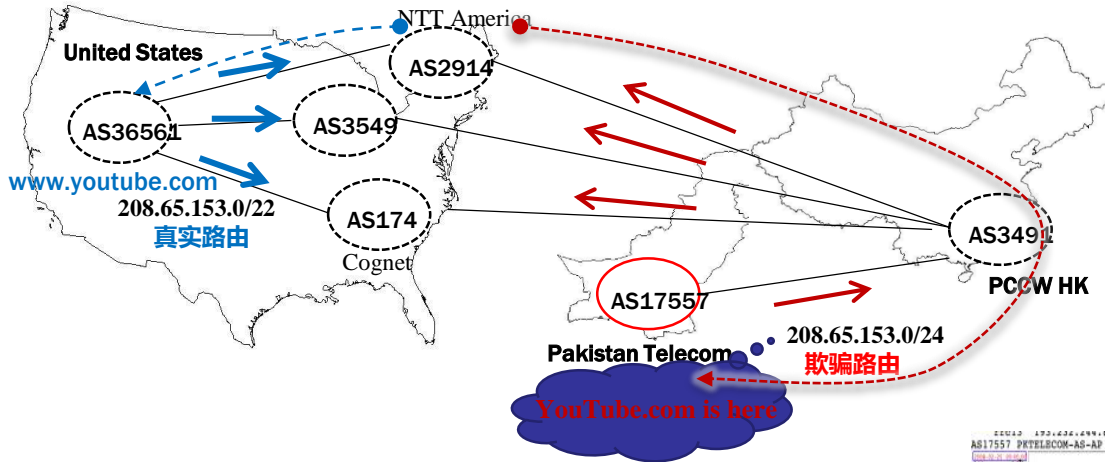 NTT America
United States
AS2914
AS36561
AS3549
www.youtube.com
208.65.153.0/22
真实路由
AS174
Cognet
AS3491
PCCW HK
AS17557
208.65.153.0/24
欺骗路由
Pakistan Telecom
YouTube.com is here
AS17557 PKTELECOM-AS-AP